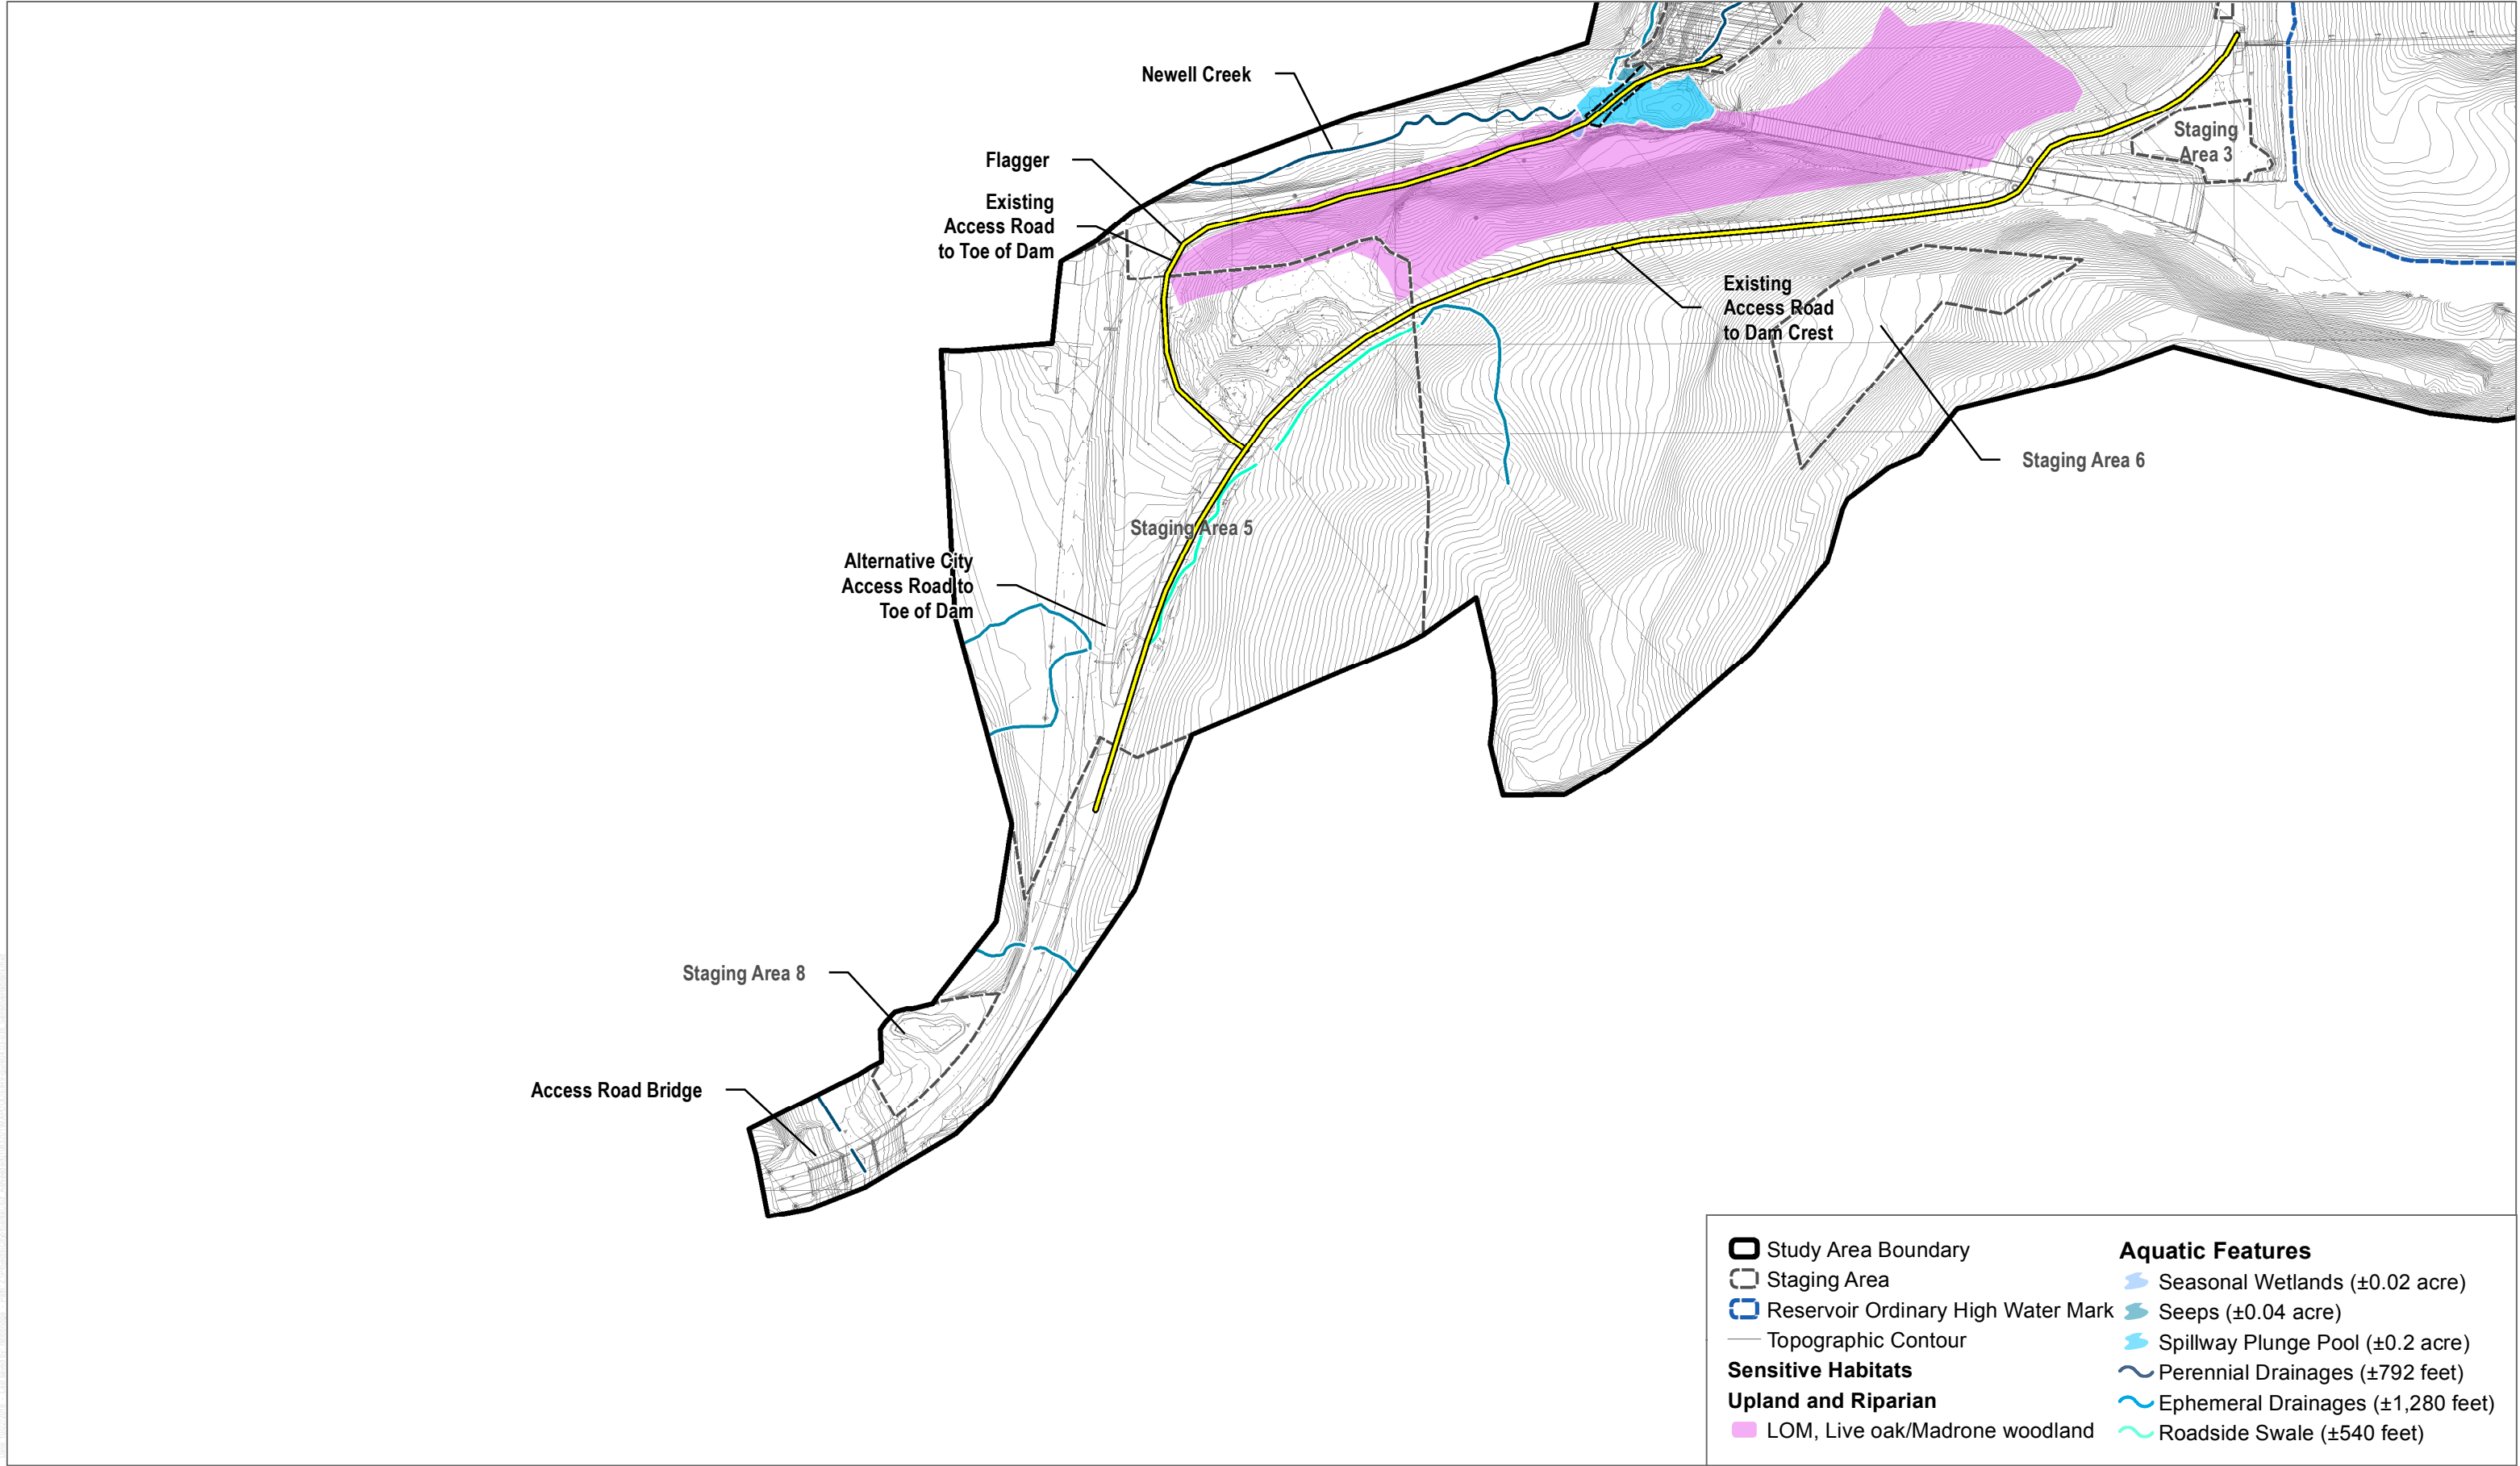 Newell Creek
Flagger
Existing
Access Road
to Toe of Dam
Staging
Area 3
Existing
Access Road
to Dam Crest
Staging Area 6
Staging Area 5
Alternative City
Access Road to
Toe of Dam
Staging Area 8
Access Road Bridge
Study Area Boundary
Staging Area
Reservoir Ordinary High Water Mark
Topographic Contour
Sensitive Habitats
Upland and Riparian
LOM, Live oak/Madrone woodland
Aquatic Features
Seasonal Wetlands (±0.02 acre)
Seeps (±0.04 acre)
Spillway Plunge Pool (±0.2 acre)
Perennial Drainages (±792 feet)
Ephemeral Drainages (±1,280 feet)
Roadside Swale (±540 feet)